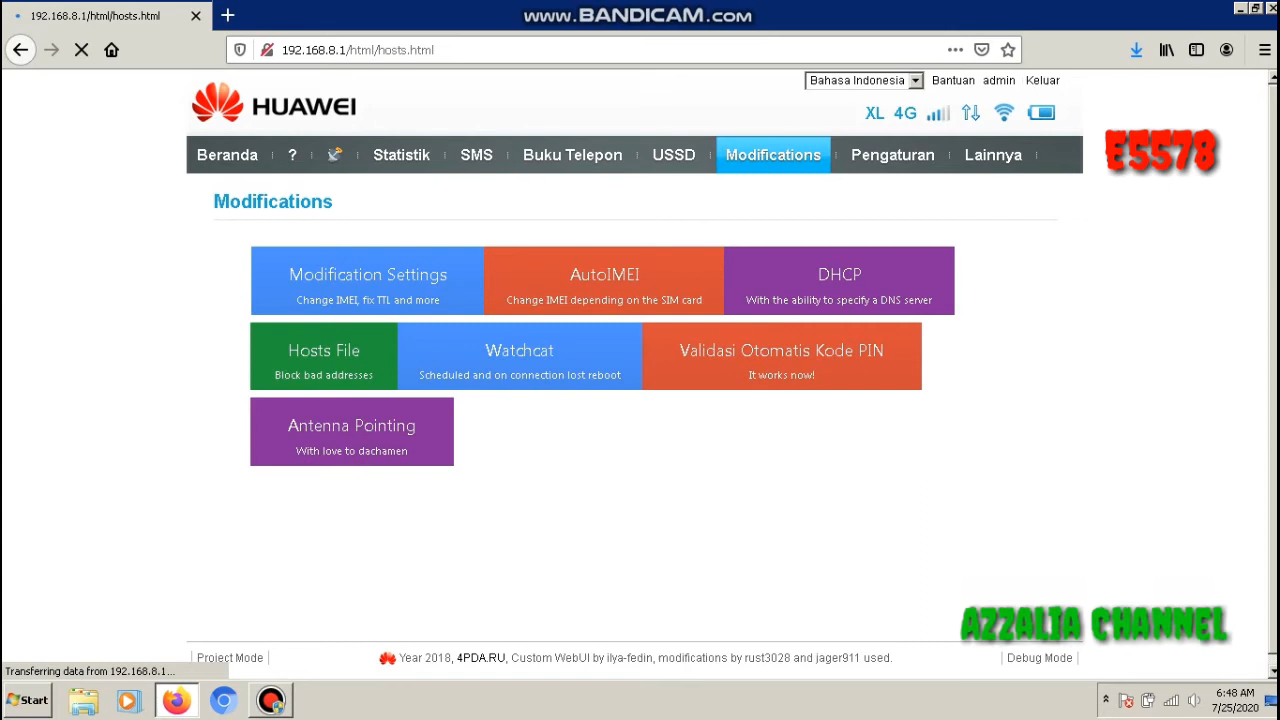 192.168.8.1/html/hosts.html
www.BANDICAM.com
192.168.8.1/html/hosts.html
Bahasa Indonesia Bantuan admin Keluar
HUAWEI
XL 4G
Beranda ? Statistik SMS Buku Telepon USSD Modifications Pengaturan Lainnya
E5578
Modifications
Modification Settings AutoIMEI DHCP
Change IMEI, fix TTL and more Change IMEI depending on the SIM card With the ability to specify a DNS server
Hosts File Watchcat Validasi Otomatis Kode PIN
Block bad addresses Scheduled and on connection lost reboot It works now!
Antenna Pointing
With love to dachamen
AZZALIA CHANNEL
Project Mode Year 2018, 4PDA.RU, Custom WebUI by ilya-fedin, modifications by rust3028 and jager911 used. Debug Mode
Transferring data from 192.168.8.1...
Start 6:48 AM
7/25/2020